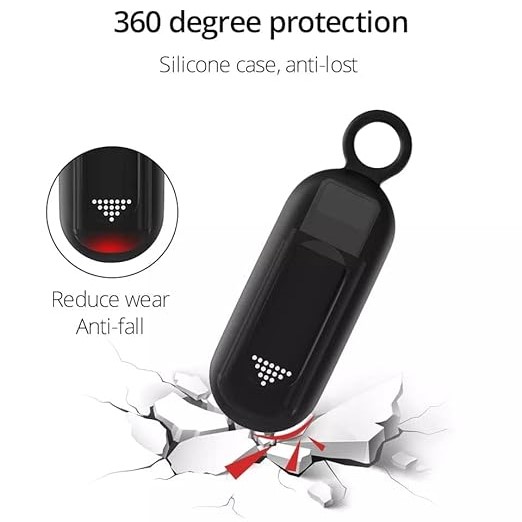 360 degree protection
Silicone case, anti-lost
Reduce wear
Anti-fall